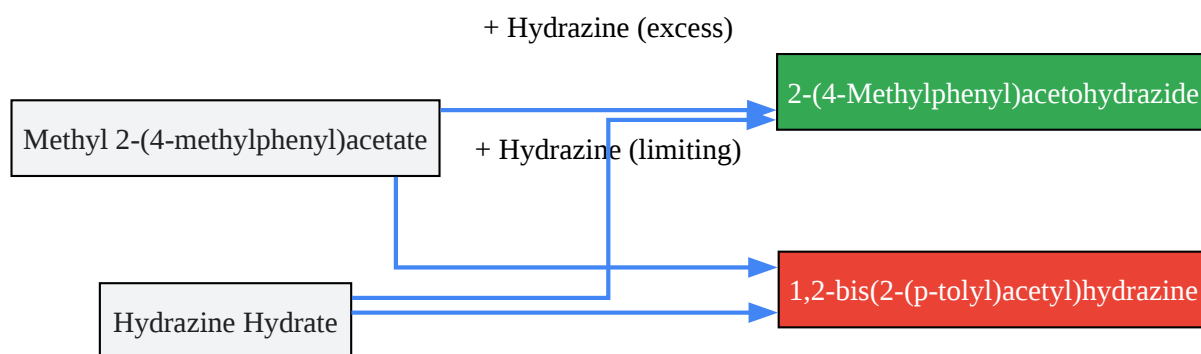 + Hydrazine (excess)
2-(4-Methylphenyl)acetohydrazide
Methyl 2-(4-methylphenyl)acetate
+ Hydrazine (limiting)
1,2-bis(2-(p-tolyl)acetyl)hydrazine
Hydrazine Hydrate